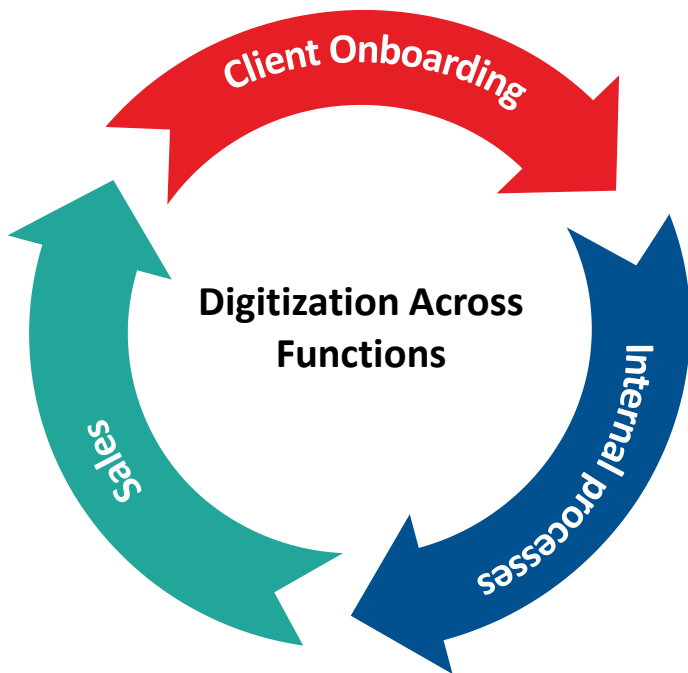 Client Onboarding
Digitization Across
Functions
Internal processes
Sales